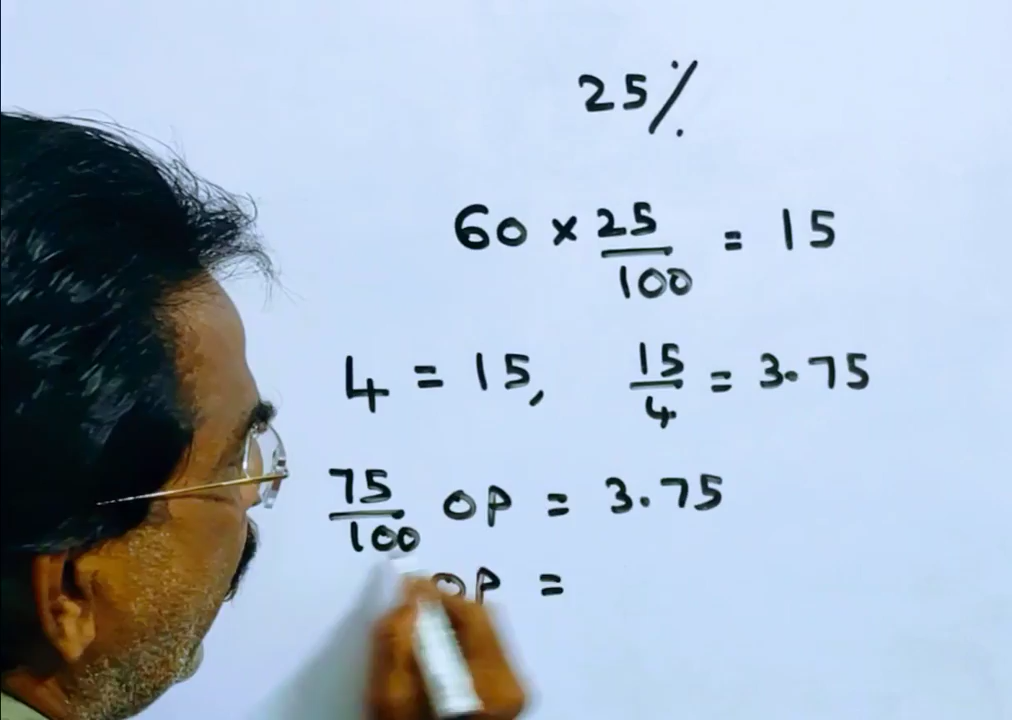 25%
60 × 25/100 = 15
4 = 15, 15/4 = 3.75
75/100 OP = 3.75
OP =